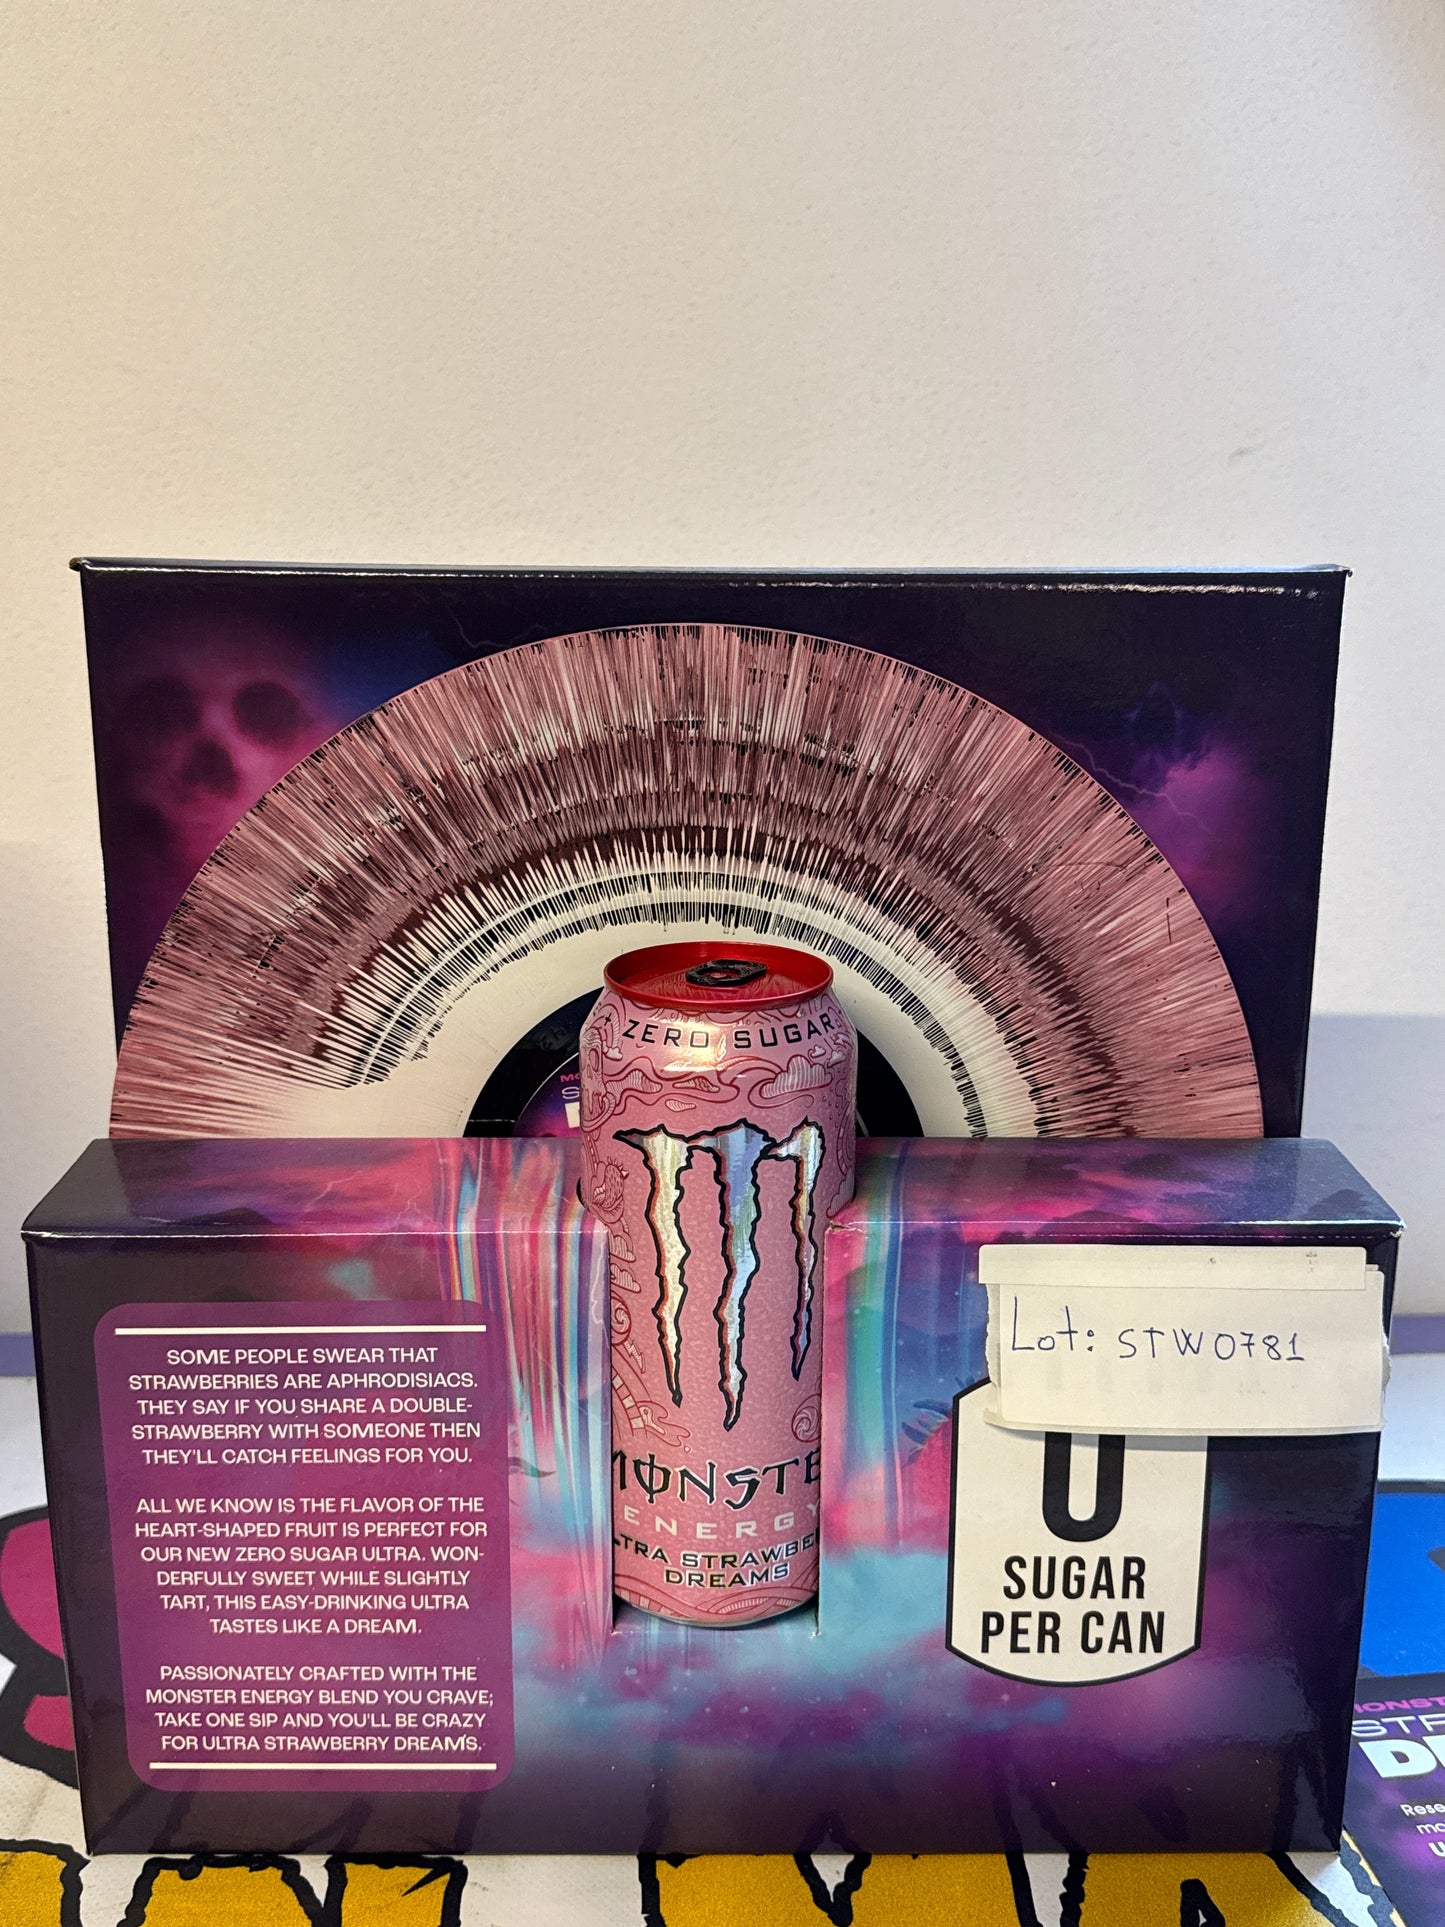 + ZERO SUGAR
MONSTE
ENERGY
LTRA STRAWBE
DREAMS
SOME PEOPLE SWEAR THAT
STRAWBERRIES ARE APHRODISIACS.
THEY SAY IF YOU SHARE A DOUBLE-
STRAWBERRY WITH SOMEONE THEN
THEY'LL CATCH FEELINGS FOR YOU.
ALL WE KNOW IS THE FLAVOR OF THE
HEART-SHAPED FRUIT IS PERFECT FOR
OUR NEW ZERO SUGAR ULTRA. WON-
DERFULLY SWEET WHILE SLIGHTLY
TART, THIS EASY-DRINKING ULTRA
TASTES LIKE A DREAM.
PASSIONATELY CRAFTED WITH THE
MONSTER ENERGY BLEND YOU CRAVE;
TAKE ONE SIP AND YOU'LL BE CRAZY
FOR ULTRA STRAWBERRY DREAMS.
Lot: STW0781
0
SUGAR
PER CAN